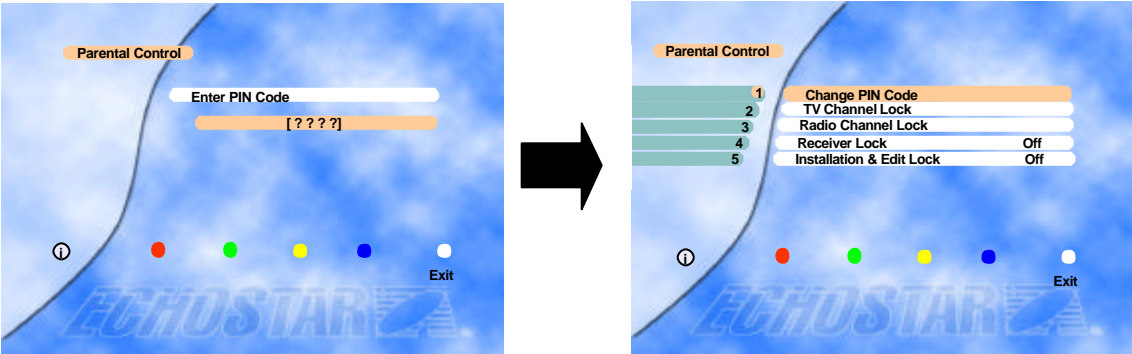 Parental Control
Enter PIN Code
[ ? ? ? ?]
i
Exit
ECHOSTAR
Parental Control
1 Change PIN Code
2 TV Channel Lock
3 Radio Channel Lock
4 Receiver Lock Off
5 Installation & Edit Lock Off
i
Exit
ECHOSTAR